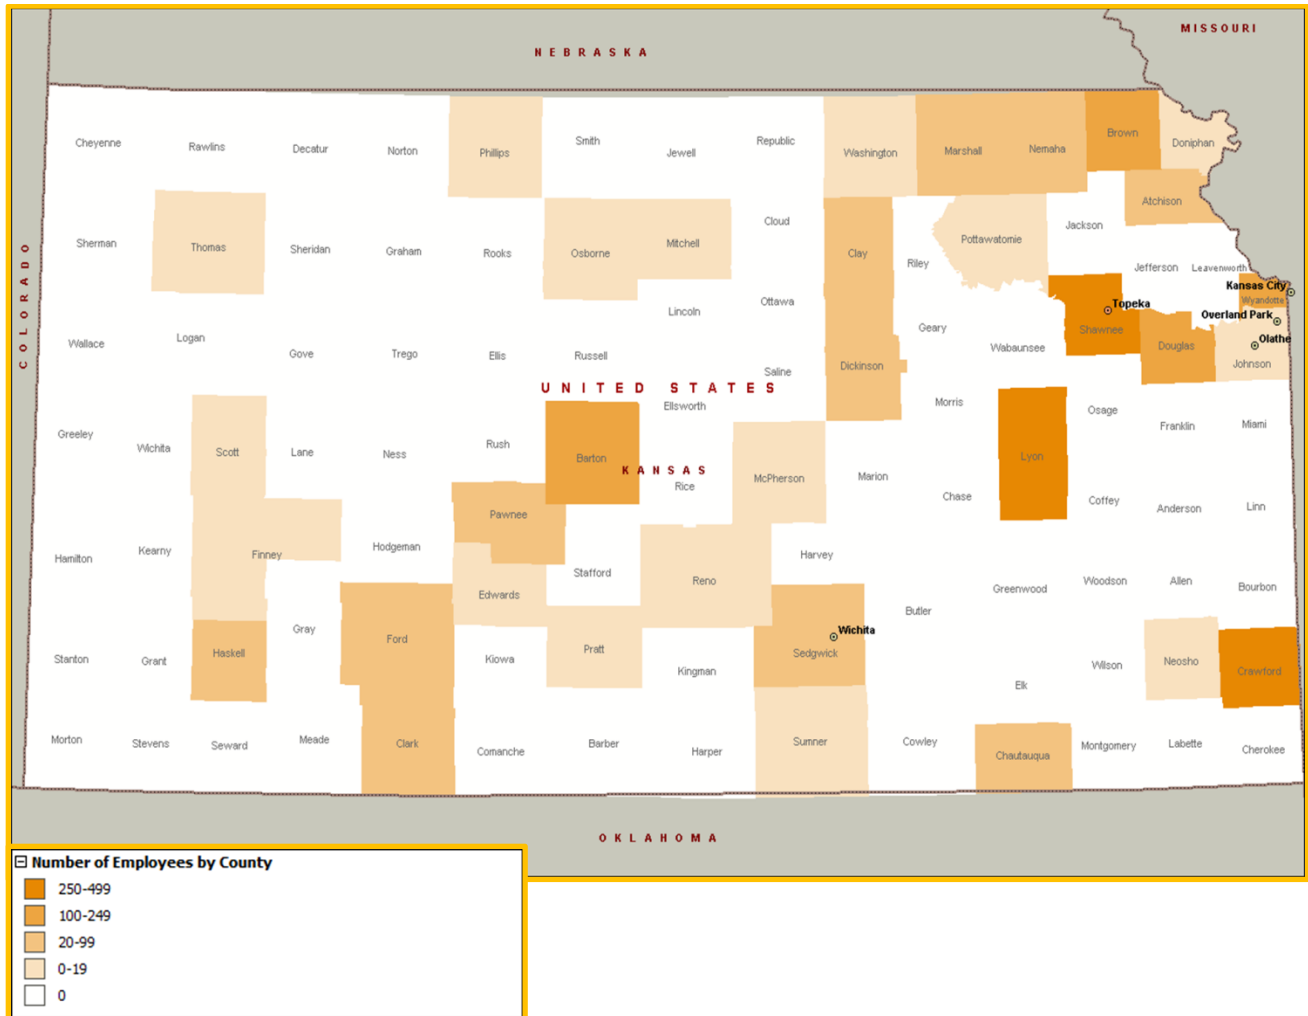 MISSOURI
NEBRASKA
Cheyenne Rawlins Decatur Norton Phillips Smith Jewell Republic Washington Marshall Nemaha Brown Doniphan
Atchison
Sherman Thomas Sheridan Graham Rooks Osborne Mitchell Cloud Clay Riley Pottawatomie Jackson
Jefferson Leavenworth
Kansas City
Wyandotte
COLORADO
Lincoln Ottawa Topeka
Overland Park
Wallace Logan Gove Trego Ellis Russell Saline Dickinson Geary Wabaunsee Shawnee Douglas Olathe
Johnson
UNITED STATES
Ellsworth Morris Osage
Greeley Wichita Scott Lane Ness Rush Barton Lyon Franklin Miami
KANSAS
Rice McPherson Marion Chase Coffey Anderson Linn
Pawnee
Hamilton Kearny Finney Hodgeman Stafford Reno Harvey
Edwards Greenwood Woodson Allen Bourbon
Butler
Gray Ford Wichita
Stanton Grant Haskell Kiowa Pratt Kingman Sedgwick Elk Wilson Neosho Crawford
Morton Stevens Seward Meade Clark Comanche Barber Harper Sumner Cowley Chautauqua Montgomery Labette Cherokee
OKLAHOMA
Number of Employees by County
250-499
100-249
20-99
0-19
0